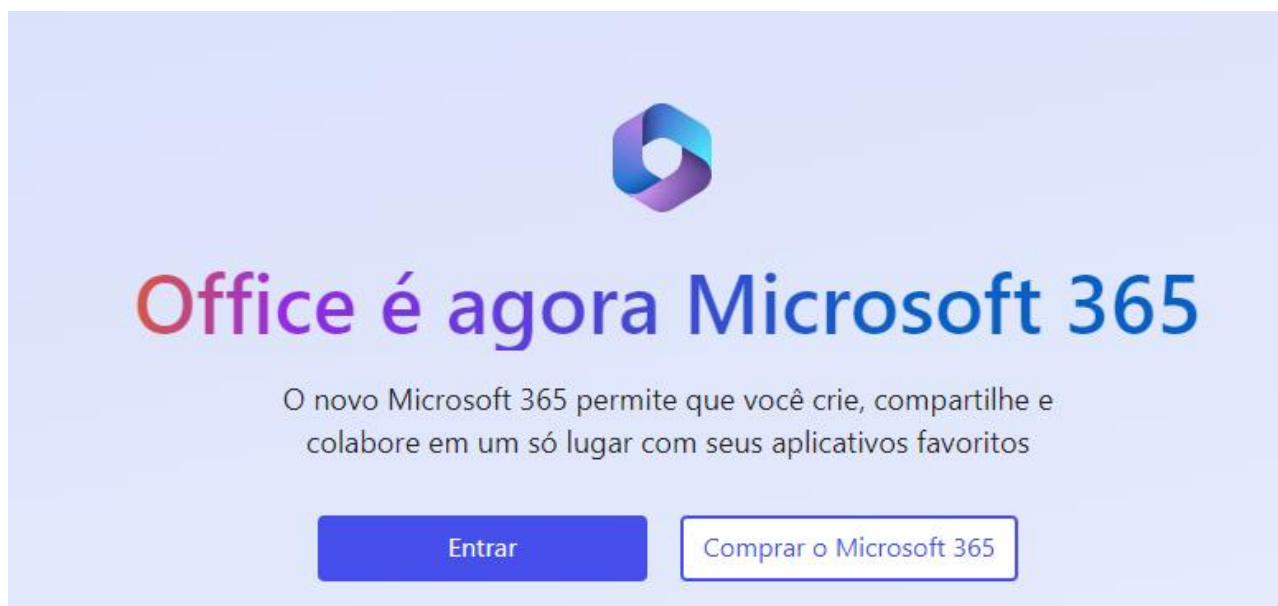 Office é agora Microsoft 365
O novo Microsoft 365 permite que você crie, compartilhe e
colabore em um só lugar com seus aplicativos favoritos
Entrar
Comprar o Microsoft 365